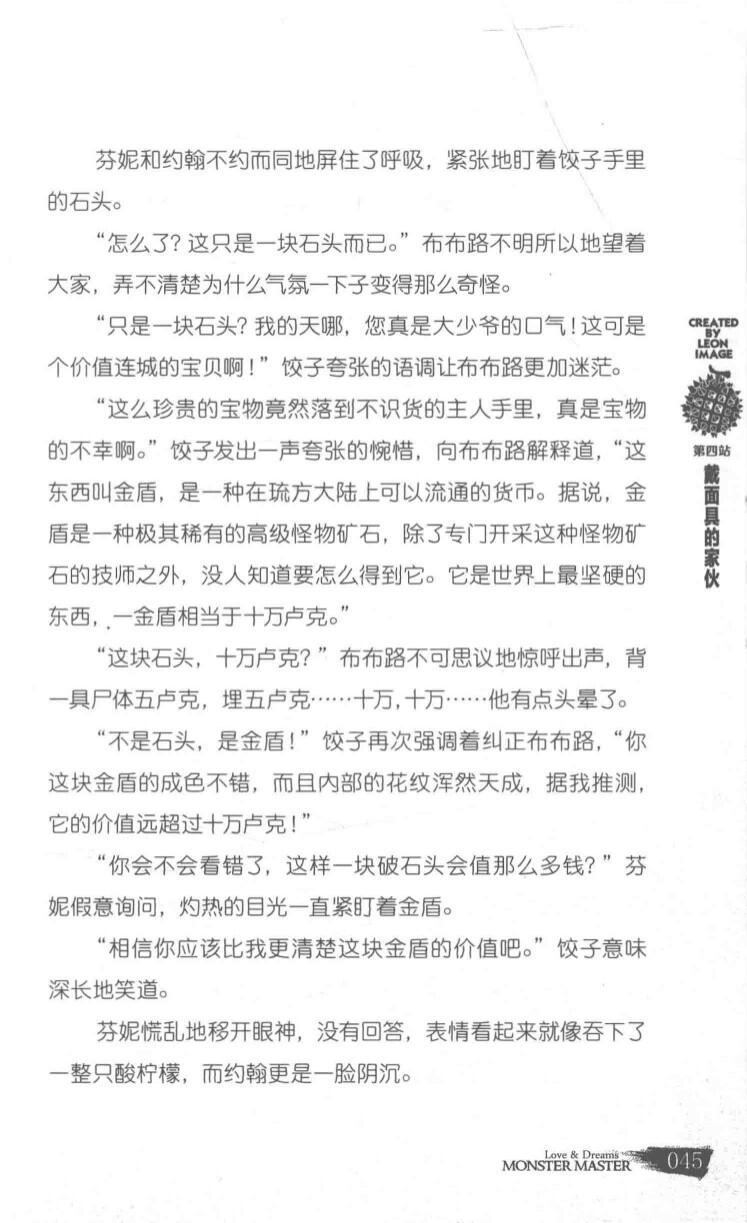 芬妮和约翰不约而同地屏住了呼吸，紧张地盯着饺子手里
的石头。
“怎么了？这只是一块石头而已。”布布路不明所以地望着
大家，弄不清楚为什么气氛一下子变得那么奇怪。
“只是一块石头？我的天哪，您真是大少爷的口气！这可是
个价值连城的宝贝啊！”饺子夸张的语调让布布路更加迷茫。
“这么珍贵的宝物竟然落到不识货的主人手里，真是宝物
的不幸啊。”饺子发出一声夸张的惋惜，向布布路解释道，“这
东西叫金盾，是一种在琉方大陆上可以流通的货币。据说，金
盾是一种极其稀有的高级怪物矿石，除了专门开采这种怪物矿
石的技师之外，没人知道要怎么得到它。它是世界上最坚硬的
东西，一金盾相当于十万卢克。”
“这块石头，十万卢克？”布布路不可思议地惊呼出声，背
一具尸体五卢克，埋五卢克……十万，十万……他有点头晕了。
“不是石头，是金盾！”饺子再次强调着纠正布布路，“你
这块金盾的成色不错，而且内部的花纹浑然天成，据我推测，
它的价值远超过十万卢克！”
“你会不会看错了，这样一块破石头会值那么多钱？”芬
妮假意询问，灼热的目光一直紧盯着金盾。
“相信你应该比我更清楚这块金盾的价值吧。”饺子意味
深长地笑道。
芬妮慌乱地移开眼神，没有回答，表情看起来就像吞下了
一整只酸柠檬，而约翰更是一脸阴沉。
CREATED
BY
LEON
IMAGE
第四站
戴面具的家伙
Love & Dreams
MONSTER MASTER
045